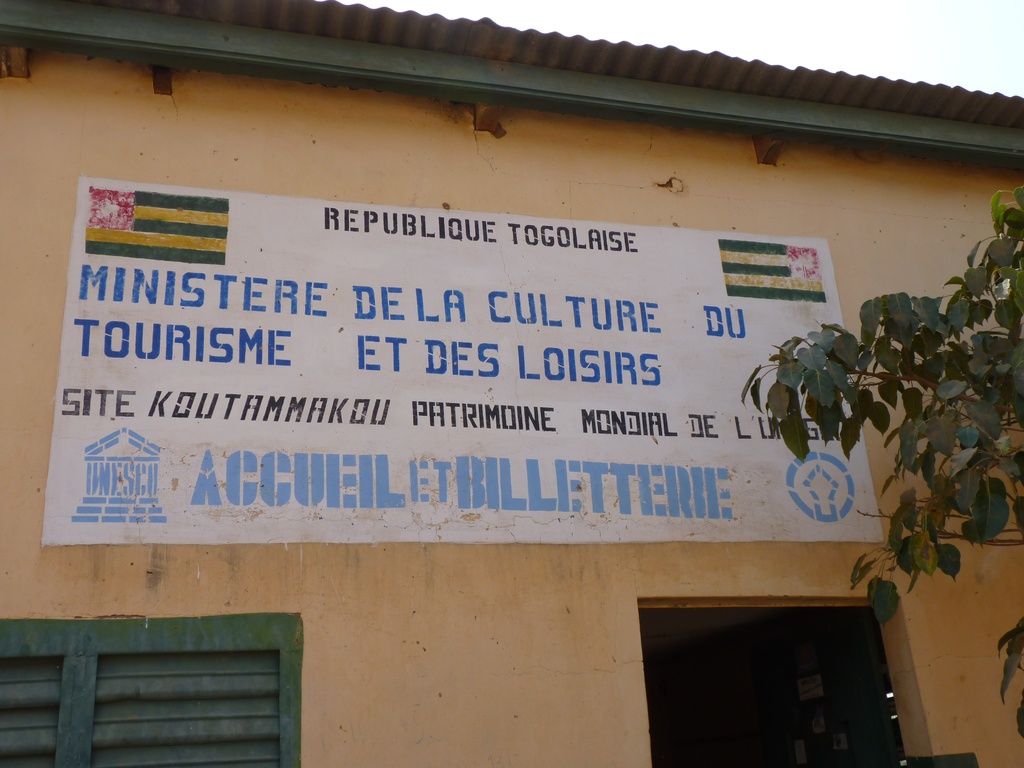 REPUBLIQUE TOGOLAISE
MINISTERE DE LA CULTURE DU
TOURISME ET DES LOISIRS
SITE KOUTAMMAKOU PATRIMOINE MONDIAL DE
UNESCO
ACCUEIL ET BILLETTERIE